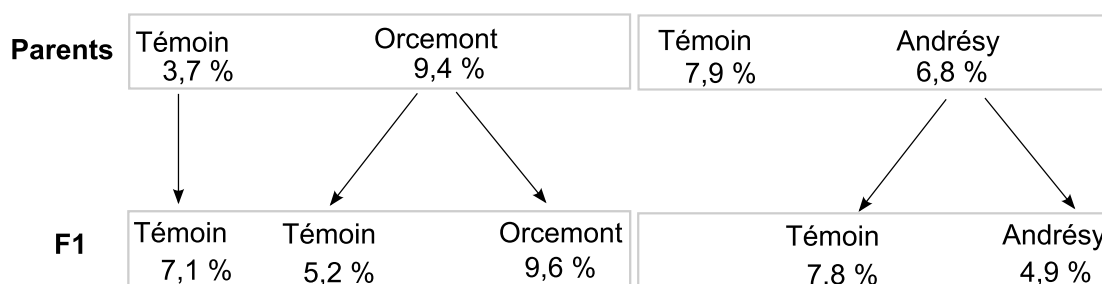 Parents
Témoin
3,7 %
Orcemont
9,4 %
Témoin
7,9 %
Andrésy
6,8 %
F1
Témoin
7,1 %
Témoin
5,2 %
Orcemont
9,6 %
Témoin
7,8 %
Andrésy
4,9 %